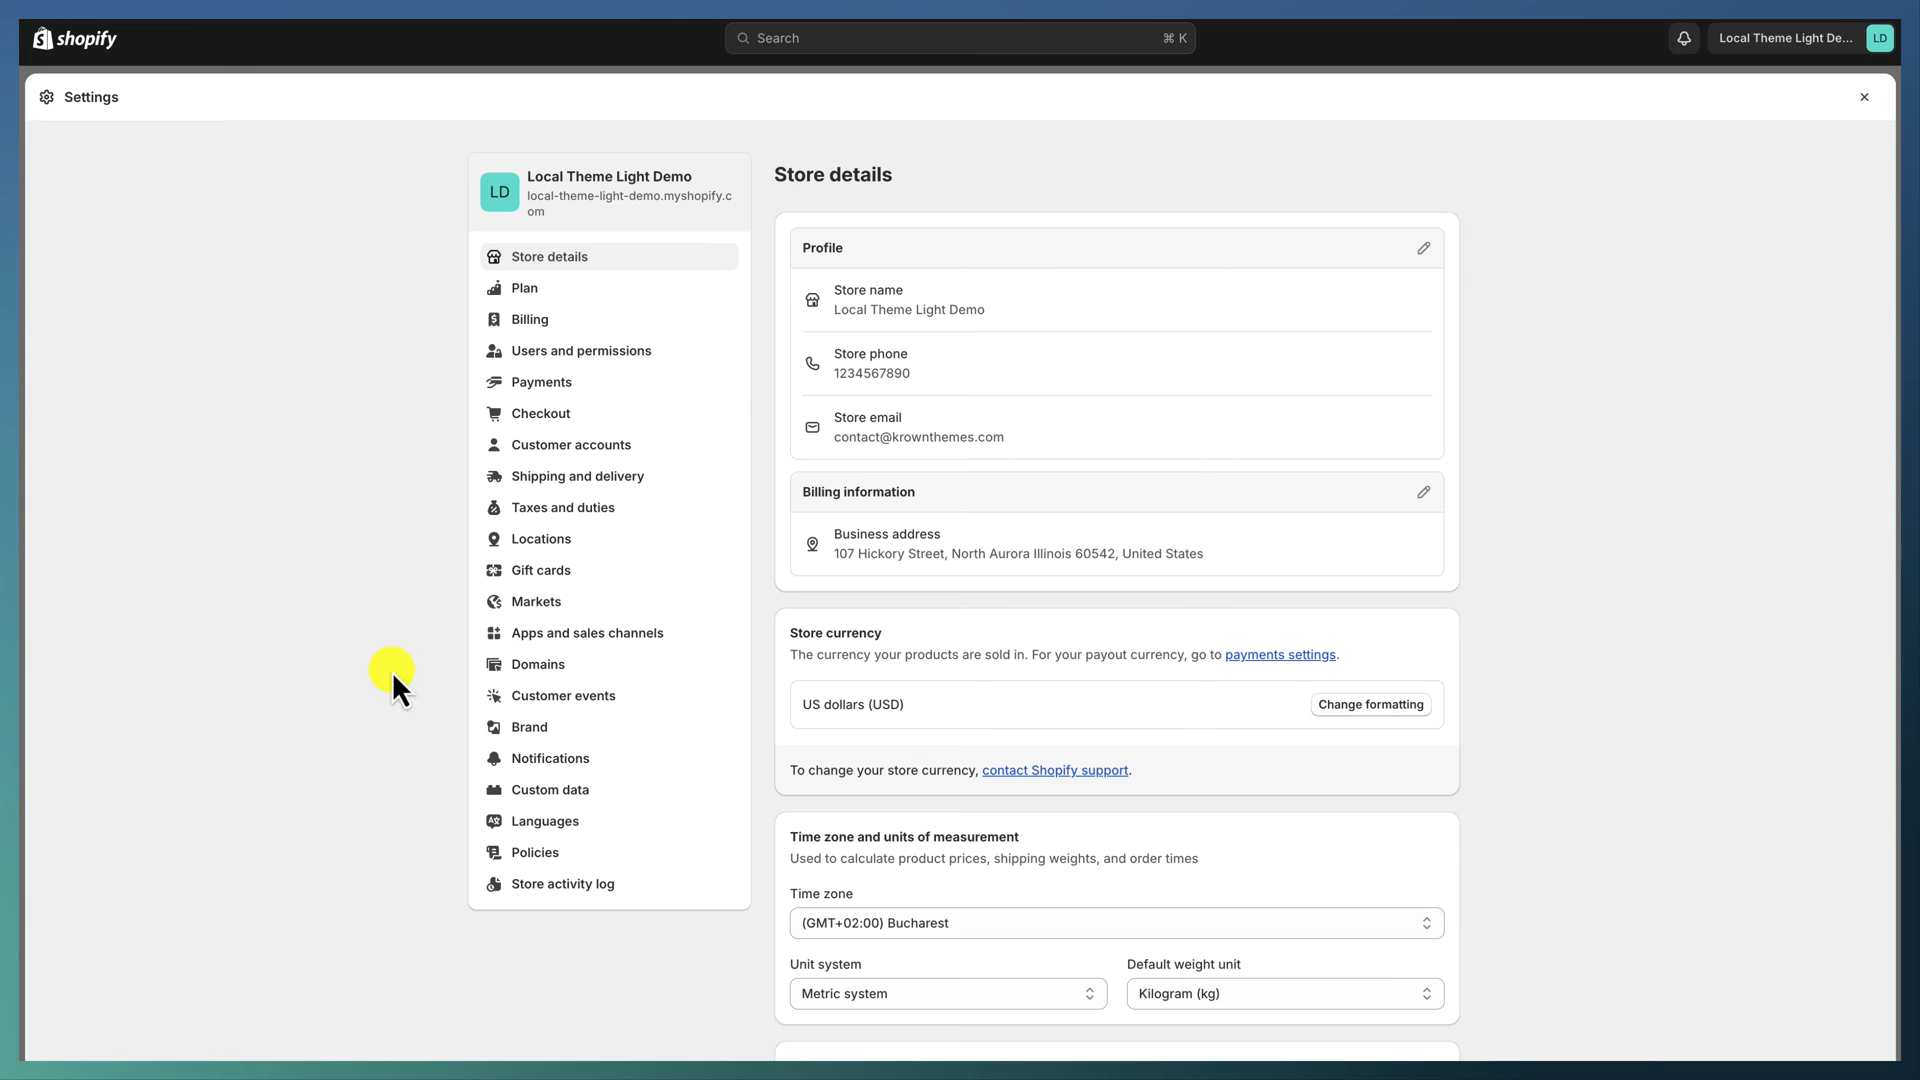 shopify
Search
⌘ K
Local Theme Light De...
LD
Settings
LD
Local Theme Light Demo
local-theme-light-demo.myshopify.c
om
Store details
Plan
Billing
Users and permissions
Payments
Checkout
Customer accounts
Shipping and delivery
Taxes and duties
Locations
Gift cards
Markets
Apps and sales channels
Domains
Customer events
Brand
Notifications
Custom data
Languages
Policies
Store activity log
Store details
Profile
Store name
Local Theme Light Demo
Store phone
1234567890
Store email
contact@krownthemes.com
Billing information
Business address
107 Hickory Street, North Aurora Illinois 60542, United States
Store currency
The currency your products are sold in. For your payout currency, go to payments settings.
US dollars (USD)
Change formatting
To change your store currency, contact Shopify support.
Time zone and units of measurement
Used to calculate product prices, shipping weights, and order times
Time zone
(GMT+02:00) Bucharest
Unit system
Default weight unit
Metric system
Kilogram (kg)